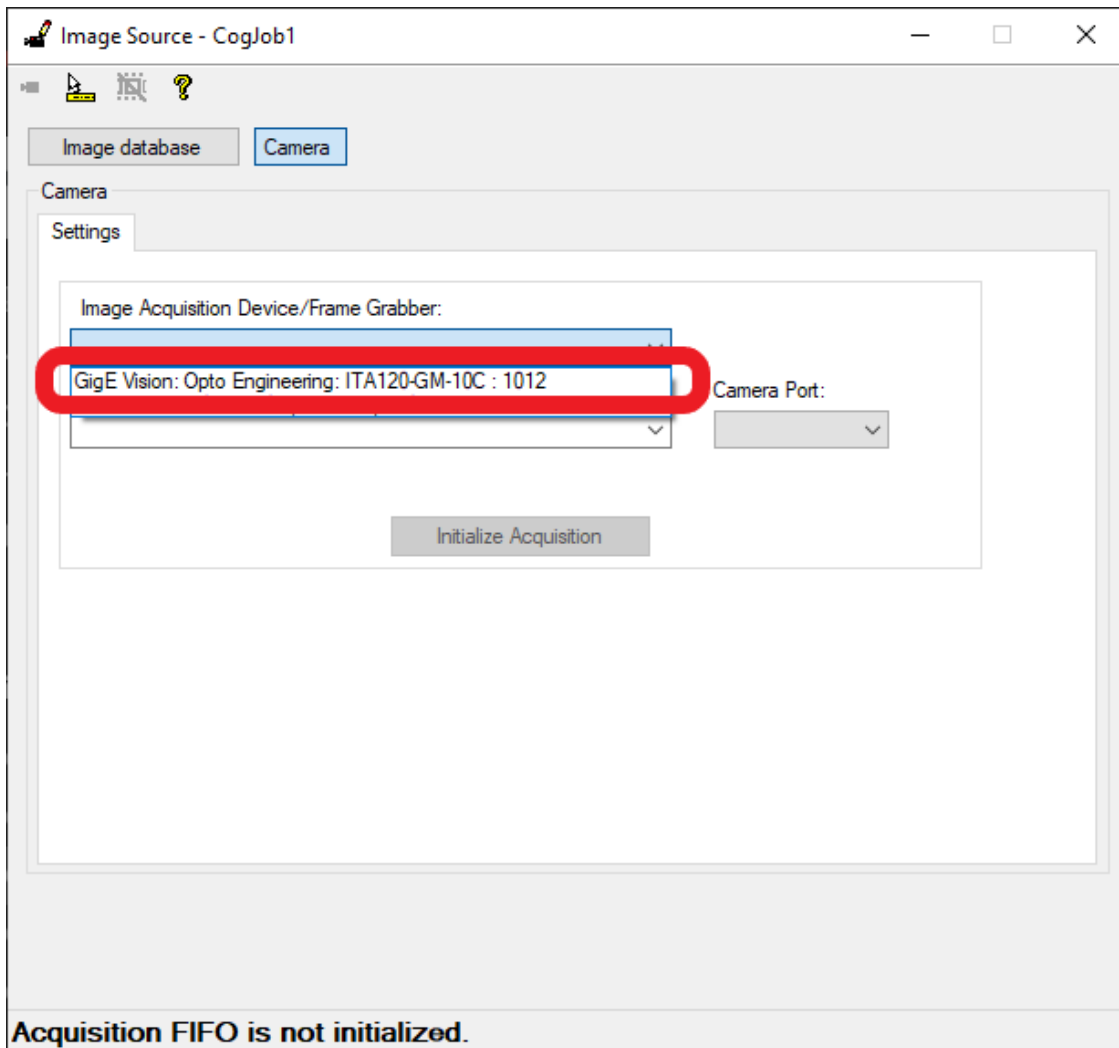 Image Source - CogJob1
Image database
Camera
Camera
Settings
Image Acquisition Device/Frame Grabber:
GigE Vision: Opto Engineering: ITA120-GM-10C : 1012
Camera Port:
Initialize Acquisition
Acquisition FIFO is not initialized.